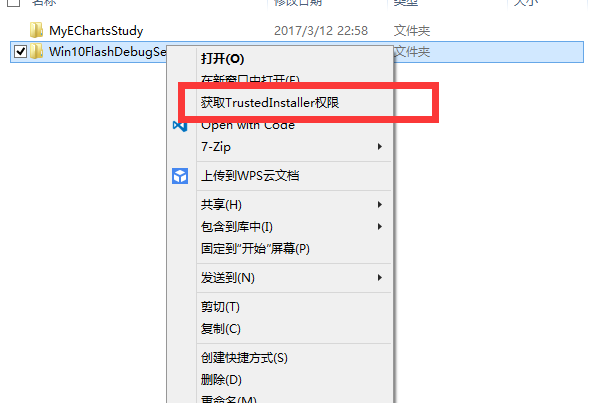 名称 修改日期 类型 大小
MyEChartsStudy 2017/3/12 22:58 文件夹
Win10FlashDebugSe 文件夹
打开(O)
在新窗口中打开(E)
获取TrustedInstaller权限
Open with Code
7-Zip
上传到WPS云文档
共享(H)
包含到库中(I)
固定到"开始"屏幕(P)
发送到(N)
剪切(T)
复制(C)
创建快捷方式(S)
删除(D)
重命名(M)